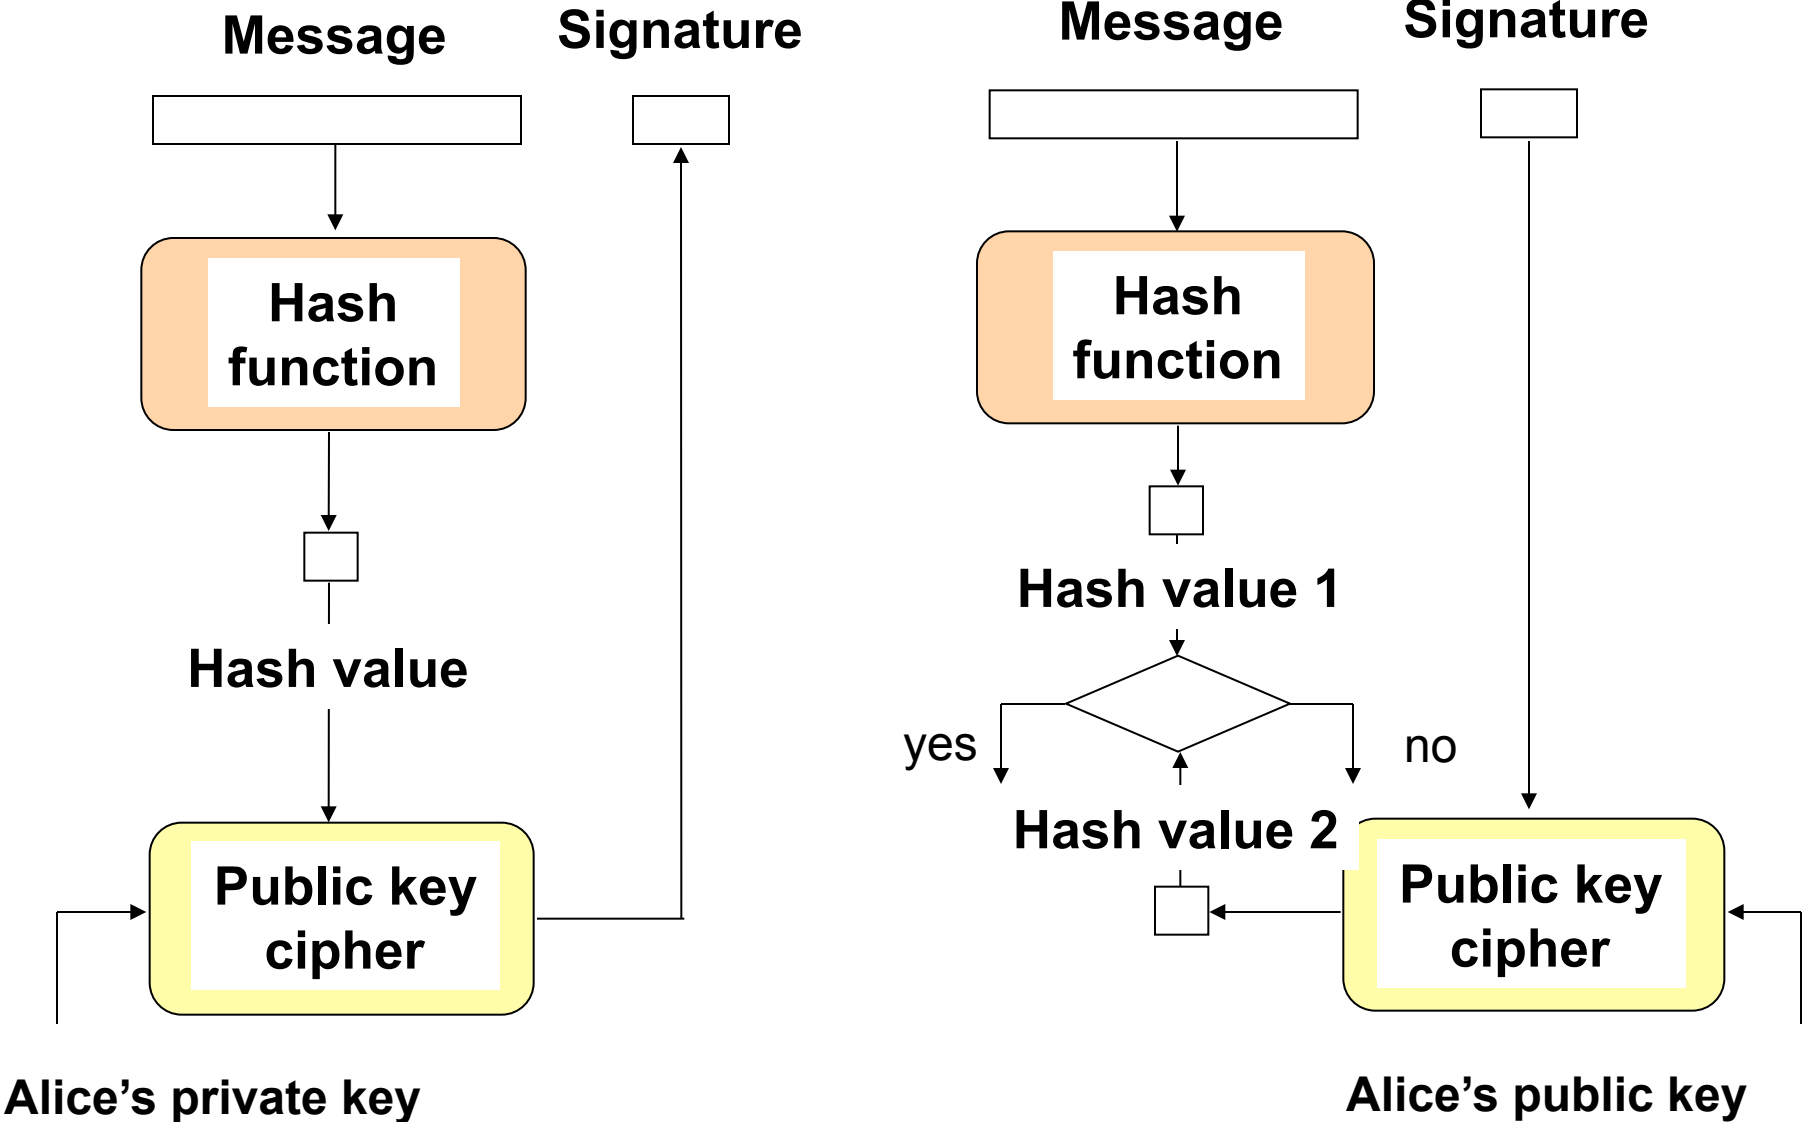 Message
Signature
Hash
function
Hash value
Public key
cipher
Alice’s private key
Message
Signature
Hash
function
Hash value 1
yes
no
Hash value 2
Public key
cipher
Alice’s public key